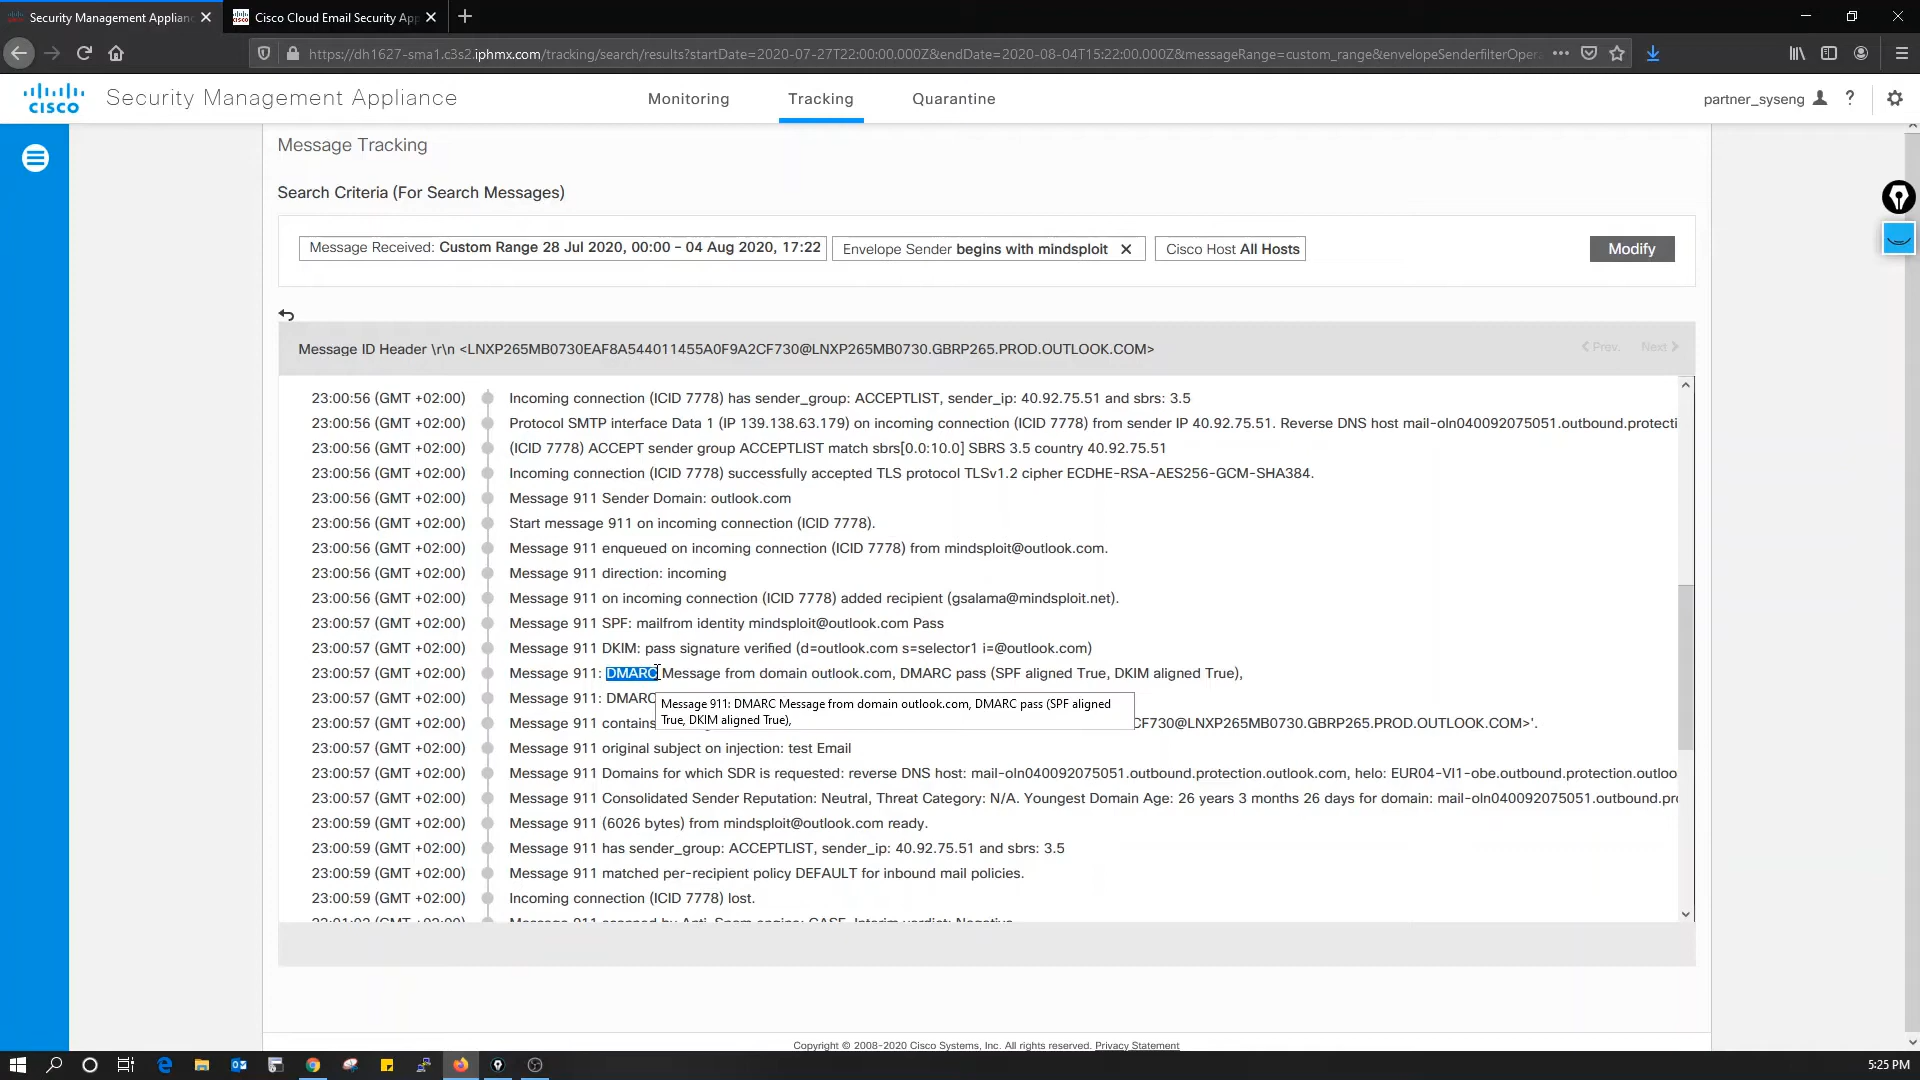 Security Management Applianc
Cisco Cloud Email Security App
https://dh1627-sma1.c3s2.iphmx.com/tracking/search/results?startDate=2020-07-27T22:00:00.000Z&endDate=2020-08-04T15:22:00.000Z&messageRange=custom_range&envelopeSenderfilterOpera
cisco
Security Management Appliance
Monitoring
Tracking
Quarantine
partner_syseng
Message Tracking
Search Criteria (For Search Messages)
Message Received: Custom Range 28 Jul 2020, 00:00 - 04 Aug 2020, 17:22
Envelope Sender begins with mindsploit
Cisco Host All Hosts
Modify
Message ID Header \r\n <LNXP265MB0730EAF8A544011455A0F9A2CF730@LNXP265MB0730.GBRP265.PROD.OUTLOOK.COM>
Prev.
Next
23:00:56 (GMT +02:00) Incoming connection (ICID 7778) has sender_group: ACCEPTLIST, sender_ip: 40.92.75.51 and sbrs: 3.5
23:00:56 (GMT +02:00) Protocol SMTP interface Data 1 (IP 139.138.63.179) on incoming connection (ICID 7778) from sender IP 40.92.75.51. Reverse DNS host mail-oln040092075051.outbound.protecti
23:00:56 (GMT +02:00) (ICID 7778) ACCEPT sender group ACCEPTLIST match sbrs[0.0:10.0] SBRS 3.5 country 40.92.75.51
23:00:56 (GMT +02:00) Incoming connection (ICID 7778) successfully accepted TLS protocol TLSv1.2 cipher ECDHE-RSA-AES256-GCM-SHA384.
23:00:56 (GMT +02:00) Message 911 Sender Domain: outlook.com
23:00:56 (GMT +02:00) Start message 911 on incoming connection (ICID 7778).
23:00:56 (GMT +02:00) Message 911 enqueued on incoming connection (ICID 7778) from mindsploit@outlook.com.
23:00:56 (GMT +02:00) Message 911 direction: incoming
23:00:56 (GMT +02:00) Message 911 on incoming connection (ICID 7778) added recipient (gsalama@mindsploit.net).
23:00:57 (GMT +02:00) Message 911 SPF: mailfrom identity mindsploit@outlook.com Pass
23:00:57 (GMT +02:00) Message 911 DKIM: pass signature verified (d=outlook.com s=selector1 i=@outlook.com)
23:00:57 (GMT +02:00) Message 911: DMARC Message from domain outlook.com, DMARC pass (SPF aligned True, DKIM aligned True),
23:00:57 (GMT +02:00) Message 911: DMARC
Message 911: DMARC Message from domain outlook.com, DMARC pass (SPF aligned
True, DKIM aligned True),
23:00:57 (GMT +02:00) Message 911 contains CF730@LNXP265MB0730.GBRP265.PROD.OUTLOOK.COM>'.
23:00:57 (GMT +02:00) Message 911 original subject on injection: test Email
23:00:57 (GMT +02:00) Message 911 Domains for which SDR is requested: reverse DNS host: mail-oln040092075051.outbound.protection.outlook.com, helo: EUR04-VI1-obe.outbound.protection.outloo
23:00:57 (GMT +02:00) Message 911 Consolidated Sender Reputation: Neutral, Threat Category: N/A. Youngest Domain Age: 26 years 3 months 26 days for domain: mail-oln040092075051.outbound.pr
23:00:59 (GMT +02:00) Message 911 (6026 bytes) from mindsploit@outlook.com ready.
23:00:59 (GMT +02:00) Message 911 has sender_group: ACCEPTLIST, sender_ip: 40.92.75.51 and sbrs: 3.5
23:00:59 (GMT +02:00) Message 911 matched per-recipient policy DEFAULT for inbound mail policies.
23:00:59 (GMT +02:00) Incoming connection (ICID 7778) lost.
23:01:02 (GMT +02:00) Message 911 scanned by Anti-Spam engine: CASE. Interim verdict: Negative
Copyright © 2008-2020 Cisco Systems, Inc. All rights reserved. Privacy Statement
5:25 PM